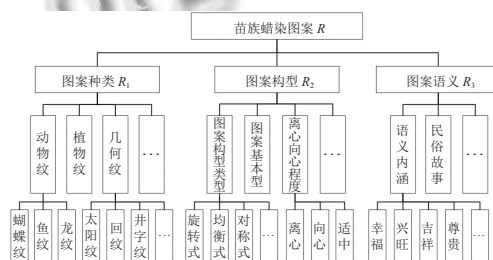 苗族蜡染图案 R
图案种类 R₁
图案构型 R₂
图案语义 R₃
动物纹
植物纹
几何纹
...
图案构型类型
图案基本型
离心向心程度
...
语义内涵
民俗故事
...
蝴蝶纹
鱼纹
龙纹
太阳纹
回纹
井字纹
...
旋转式
均衡式
对称式
...
离心
向心
适中
幸福
兴旺
吉祥
尊贵
...